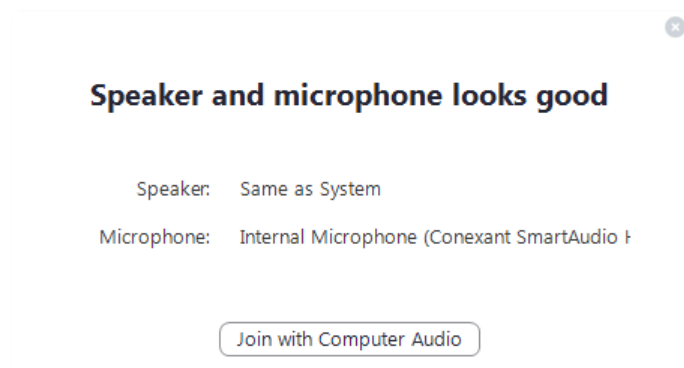 Speaker and microphone looks good
Speaker: Same as System
Microphone: Internal Microphone (Conexant SmartAudio
Join with Computer Audio